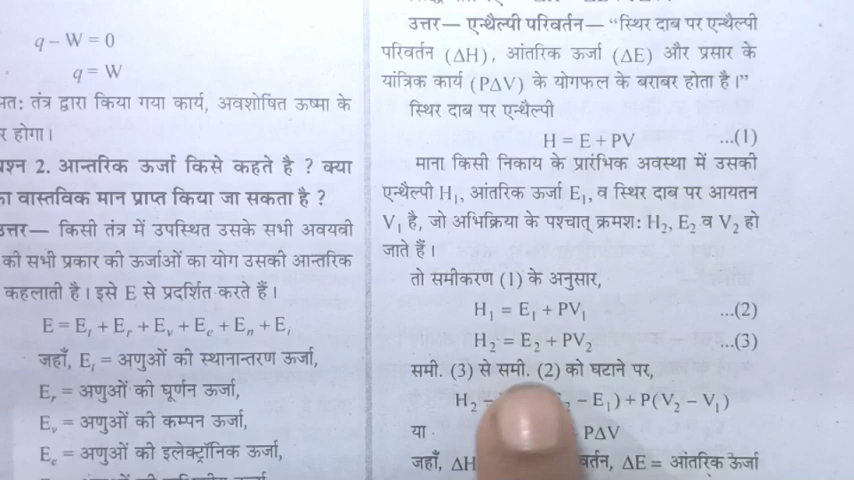 q – W = 0
q = W
तंत्र द्वारा किया गया कार्य, अवशोषित ऊष्मा के
होगा।
2. आन्तरिक ऊर्जा किसे कहते है ? क्या
वास्तविक मान प्राप्त किया जा सकता है ?
किसी तंत्र में उपस्थित उसके सभी अवयवी
की सभी प्रकार की ऊर्जाओं का योग उसकी आन्तरिक
कहलाती है। इसे E से प्रदर्शित करते हैं।
E = Eₜ + Eᵣ + Eᵥ + Eₑ + Eₙ + Eᵢ
जहाँ, Eₜ = अणुओं की स्थानान्तरण ऊर्जा,
Eᵣ = अणुओं की घूर्णन ऊर्जा,
Eᵥ = अणुओं की कम्पन ऊर्जा,
Eₑ = अणुओं की इलेक्ट्रॉनिक ऊर्जा,
उत्तर— एन्थैल्पी परिवर्तन— “स्थिर दाब पर एन्थैल्पी
परिवर्तन (ΔH), आंतरिक ऊर्जा (ΔE) और प्रसार के
यांत्रिक कार्य (PΔV) के योगफल के बराबर होता है।”
स्थिर दाब पर एन्थैल्पी
H = E + PV ...(1)
माना किसी निकाय के प्रारंभिक अवस्था में उसकी
एन्थैल्पी H₁, आंतरिक ऊर्जा E₁, व स्थिर दाब पर आयतन
V₁ है, जो अभिक्रिया के पश्चात् क्रमशः H₂, E₂ व V₂ हो
जाते हैं।
तो समीकरण (1) के अनुसार,
H₁ = E₁ + PV₁ ...(2)
H₂ = E₂ + PV₂ ...(3)
समी. (3) से समी. (2) को घटाने पर,
H₂ – – E₁) + P(V₂ – V₁)
या PΔV
जहाँ, ΔH ΔE = आंतरिक ऊर्जा